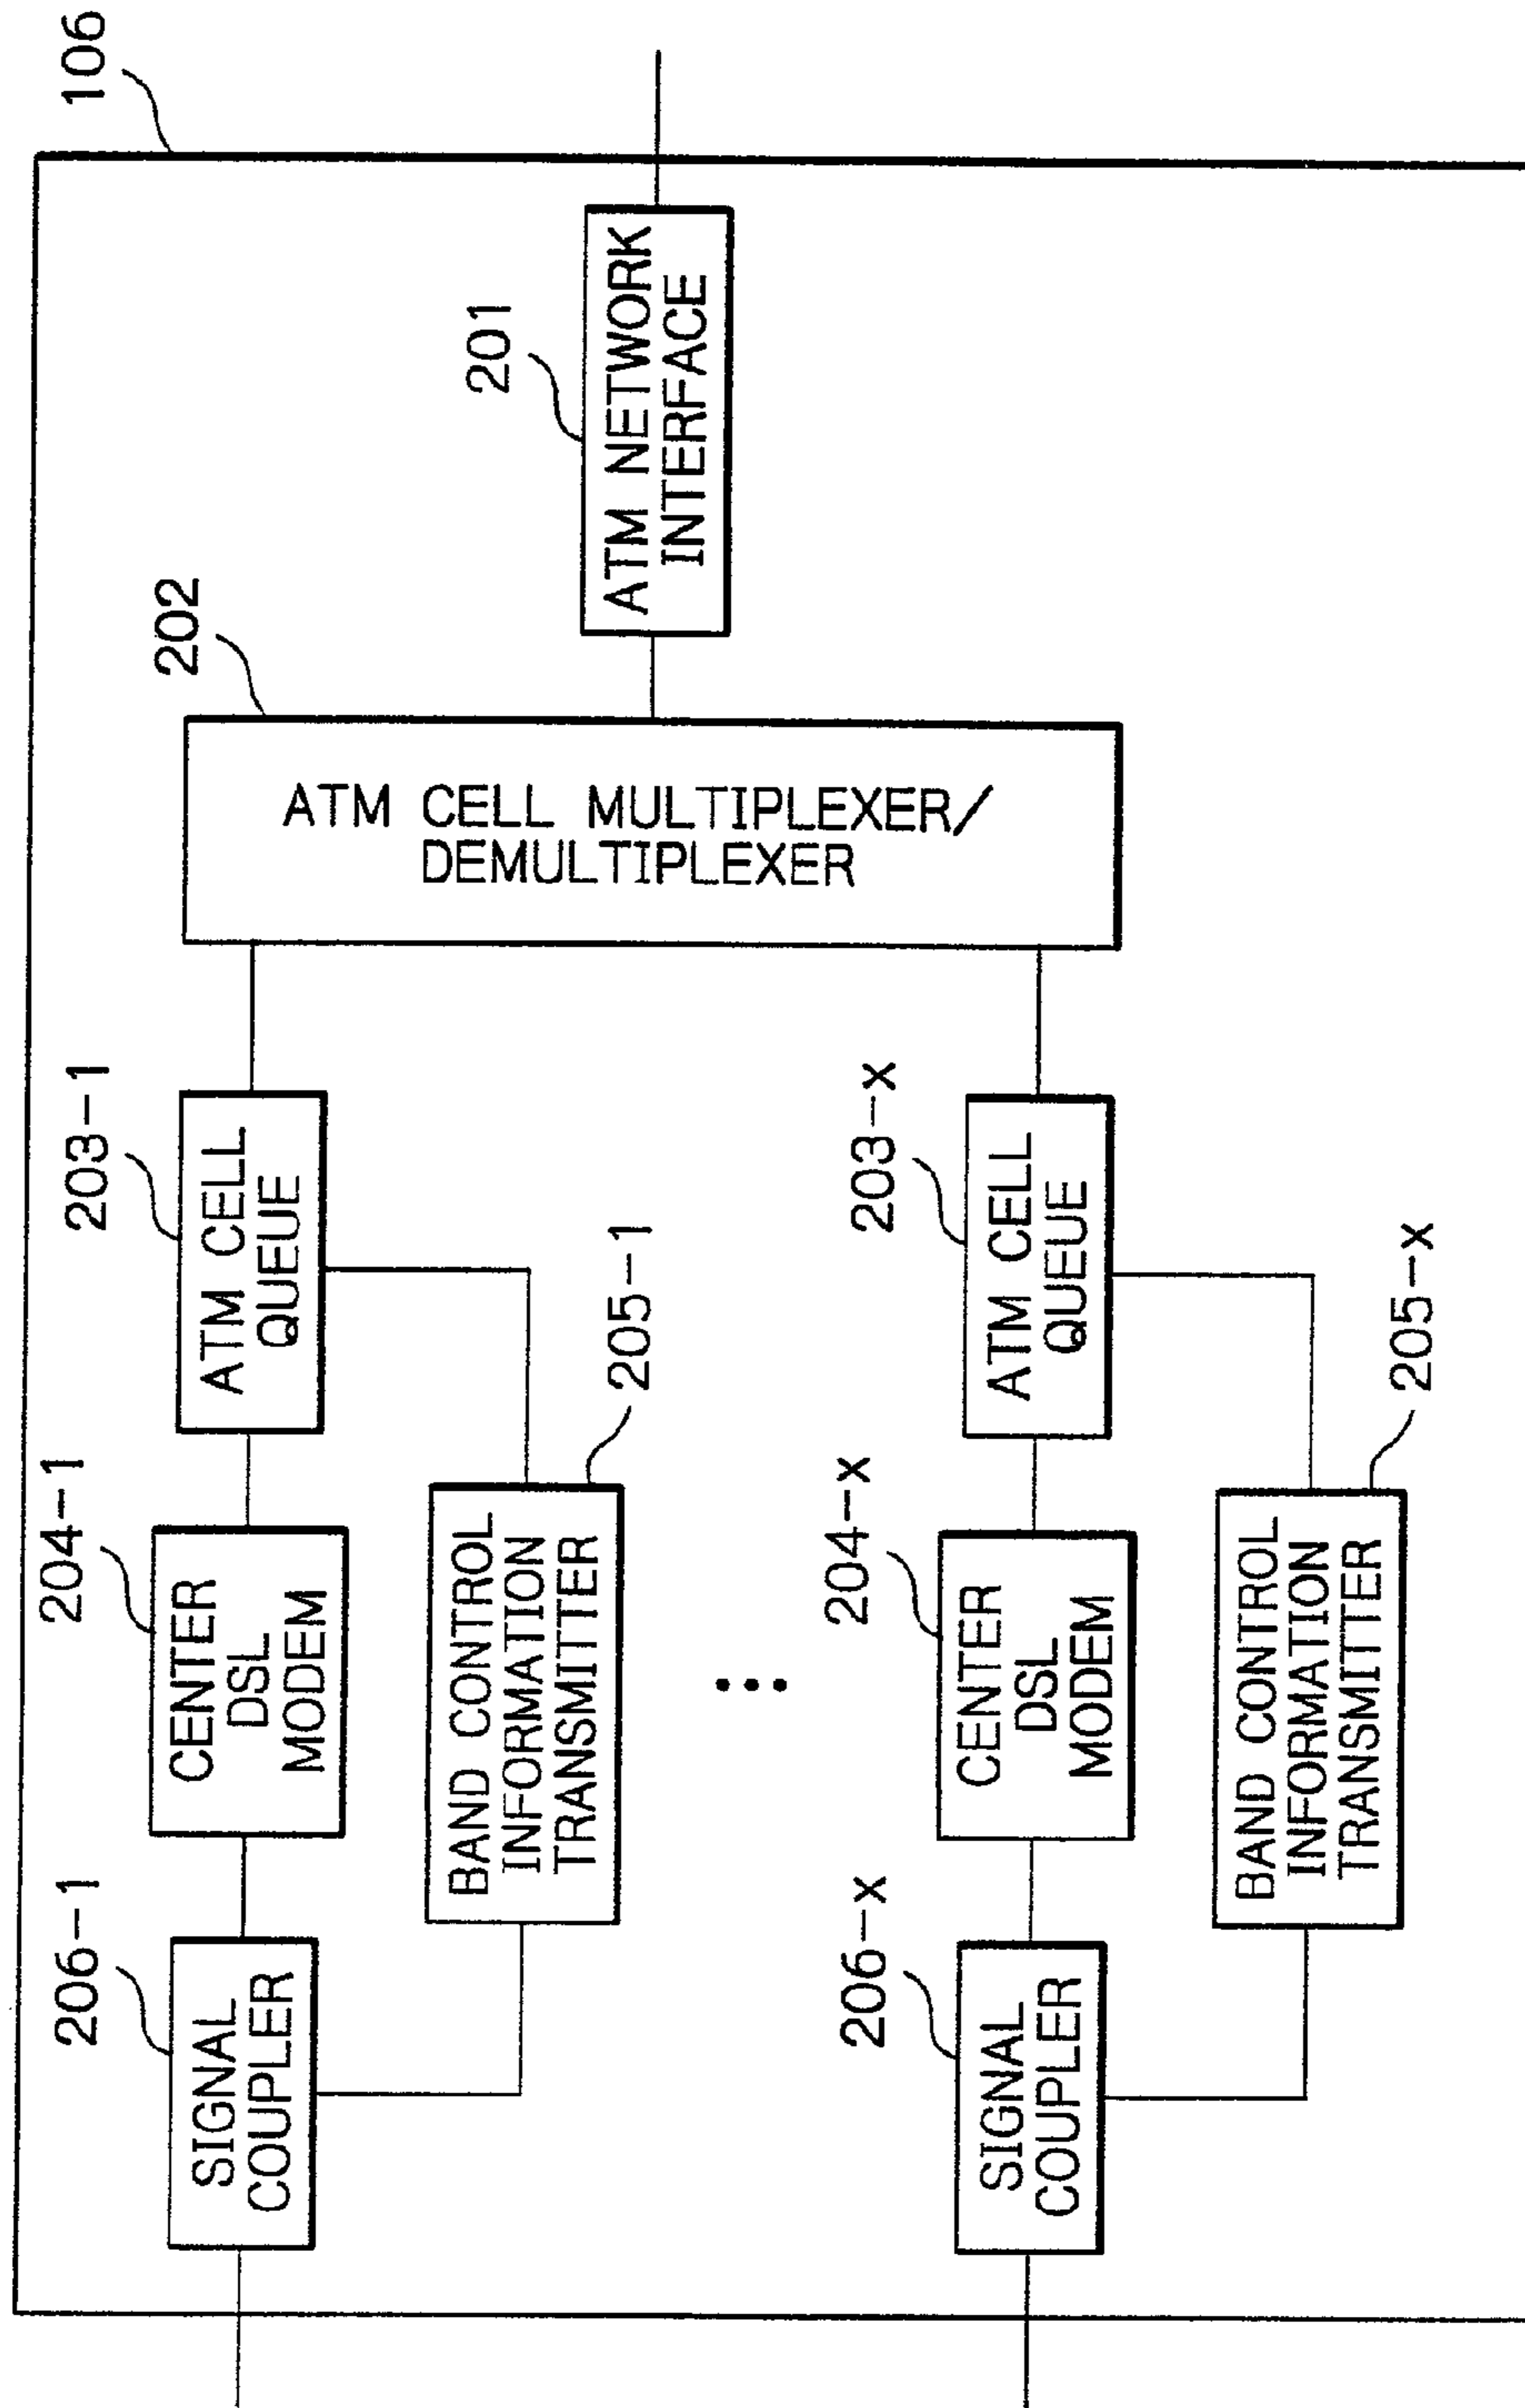 106
206-1
204-1
203-1
202
201
SIGNAL
COUPLER
CENTER
DSL
MODEM
ATM CELL
QUEUE
ATM CELL MULTIPLEXER/
DEMULTIPLEXER
ATM NETWORK
INTERFACE
BAND CONTROL
INFORMATION
TRANSMITTER
205-1
206-x
204-x
203-x
SIGNAL
COUPLER
CENTER
DSL
MODEM
ATM CELL
QUEUE
BAND CONTROL
INFORMATION
TRANSMITTER
205-x